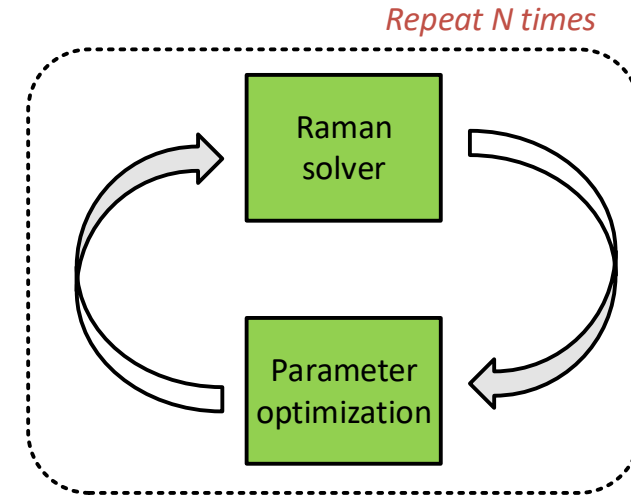 Repeat N times
Raman
solver
Parameter
optimization